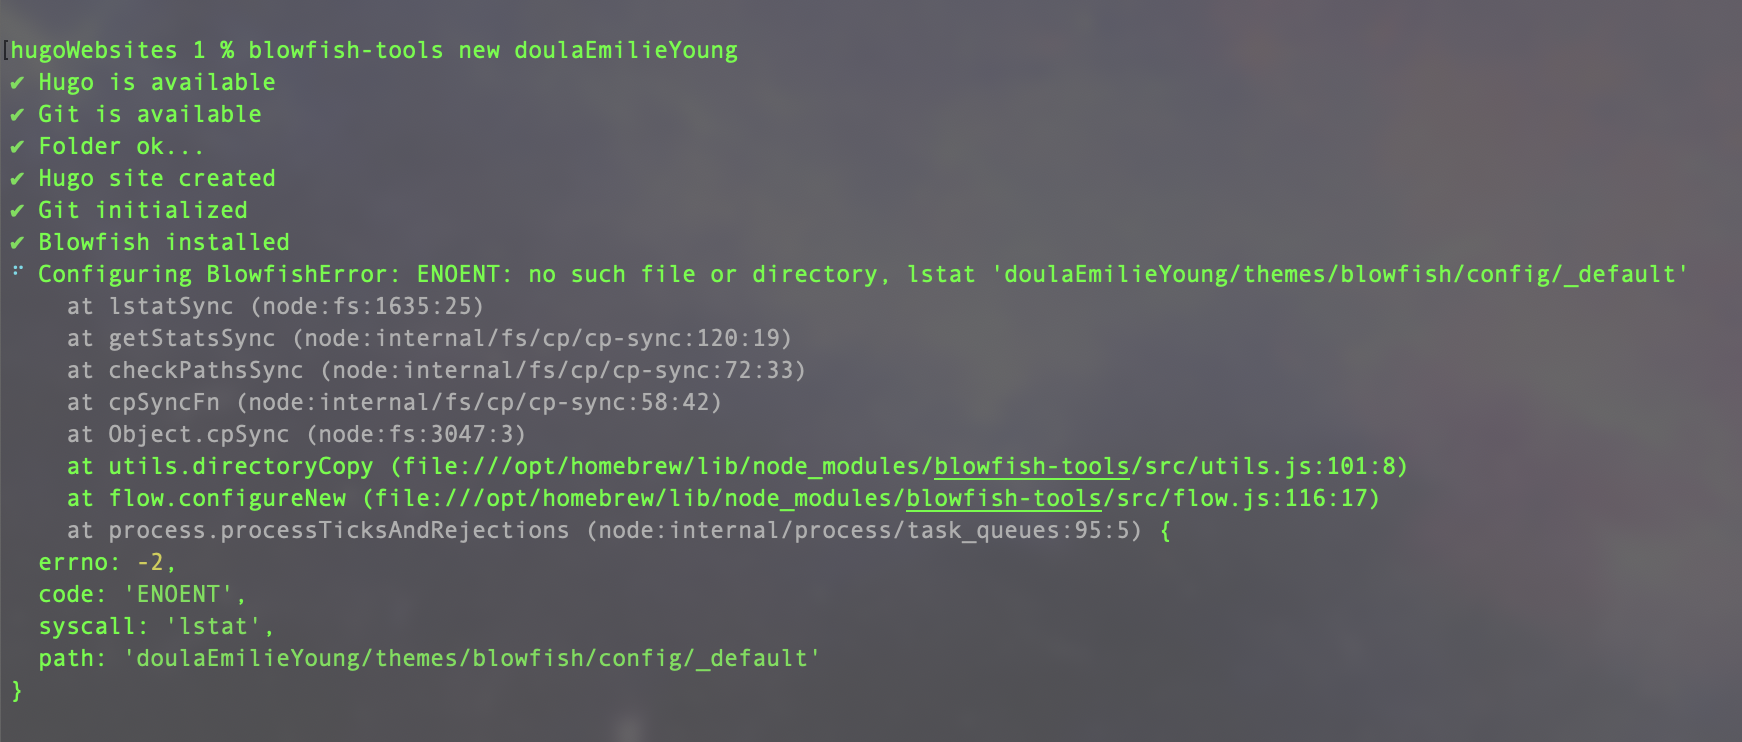 [hugoWebsites 1 % blowfish-tools new doulaEmilieYoung
✔ Hugo is available
✔ Git is available
✔ Folder ok...
✔ Hugo site created
✔ Git initialized
✔ Blowfish installed
⠋ Configuring BlowfishError: ENOENT: no such file or directory, lstat 'doulaEmilieYoung/themes/blowfish/config/_default'
    at lstatSync (node:fs:1635:25)
    at getStatsSync (node:internal/fs/cp/cp-sync:120:19)
    at checkPathsSync (node:internal/fs/cp/cp-sync:72:33)
    at cpSyncFn (node:internal/fs/cp/cp-sync:58:42)
    at Object.cpSync (node:fs:3047:3)
    at utils.directoryCopy (file:///opt/homebrew/lib/node_modules/blowfish-tools/src/utils.js:101:8)
    at flow.configureNew (file:///opt/homebrew/lib/node_modules/blowfish-tools/src/flow.js:116:17)
    at process.processTicksAndRejections (node:internal/process/task_queues:95:5) {
  errno: -2,
  code: 'ENOENT',
  syscall: 'lstat',
  path: 'doulaEmilieYoung/themes/blowfish/config/_default'
}